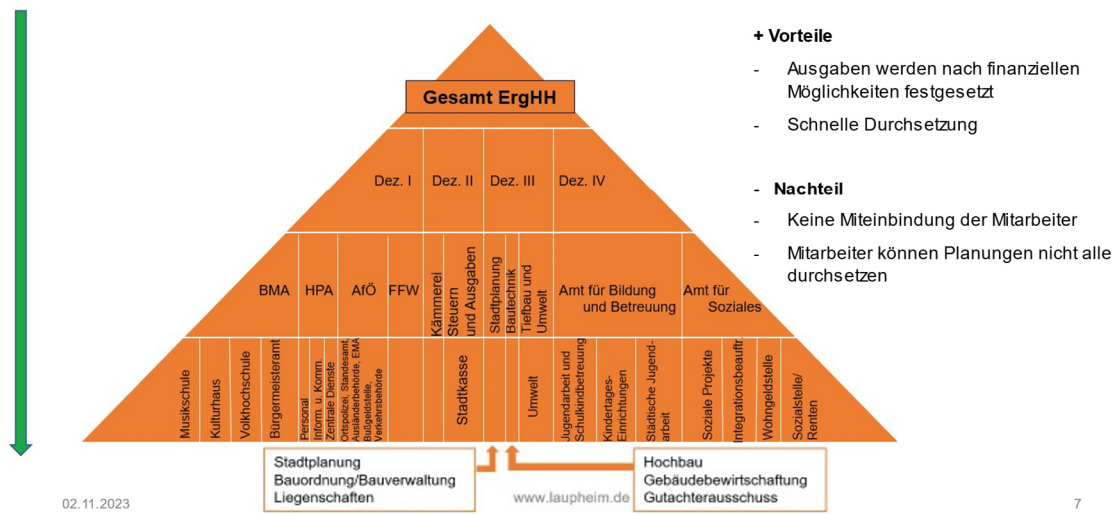 Gesamt ErgHH
Dez. I
Dez. II
Dez. III
Dez. IV
BMA
HPA
AfÖ
FFW
Kämmerei
Steuern
und Ausgaben
Stadtplanung
Bautechnik
Tiefbau und
Umwelt
Amt für Bildung
und Betreuung
Amt für
Soziales
Musikschule
Kulturhaus
Volkhochschule
Bürgermeisteramt
Personal
Inform. u. Komm.
Zentrale Dienste
Ortspolizei, Standesamt,
Ausländerbehörde, EMA
Bußgeldstelle,
Verkehrsbehörde
Stadtkasse
Umwelt
Jugendarbeit und
Schulkindbetreuung
Kindertages-
Einrichtungen
Städtische Jugend-
arbeit
Soziale Projekte
Integrationsbeauftr.
Wohngeldstelle
Sozialstelle/
Renten
Stadtplanung
Bauordnung/Bauverwaltung
Liegenschaften
Hochbau
Gebäudebewirtschaftung
Gutachterausschuss
+ Vorteile
- Ausgaben werden nach finanziellen
Möglichkeiten festgesetzt
- Schnelle Durchsetzung
- Nachteil
- Keine Miteinbindung der Mitarbeiter
- Mitarbeiter können Planungen nicht alle
durchsetzen
02.11.2023
www.laupheim.de
7